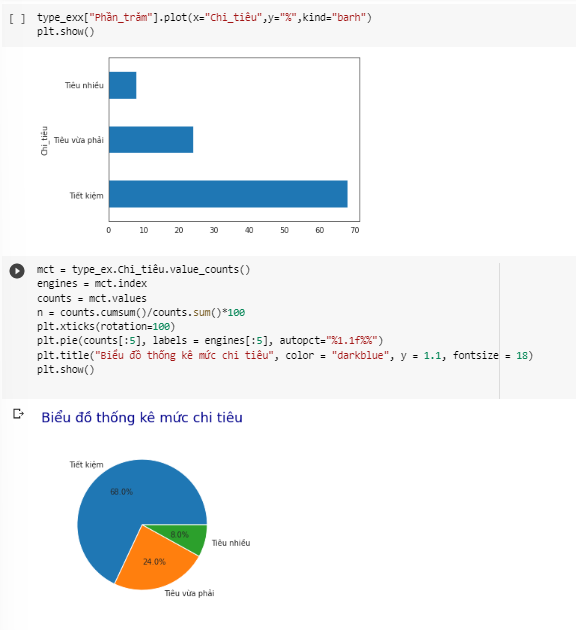 [ ] type_exx["Phần_trăm"].plot(x="Chi_tiêu",y="%",kind="barh")
plt.show()
Tiêu nhiều
Tiêu vừa phải
Tiết kiệm
Chi_tiêu
0 10 20 30 40 50 60 70
mct = type_ex.Chi_tiêu.value_counts()
engines = mct.index
counts = mct.values
n = counts.cumsum()/counts.sum()*100
plt.xticks(rotation=100)
plt.pie(counts[:5], labels = engines[:5], autopct="%1.1f%%")
plt.title("Biểu đồ thống kê mức chi tiêu", color = "darkblue", y = 1.1, fontsize = 18)
plt.show()
Biểu đồ thống kê mức chi tiêu
Tiết kiệm
68.0%
8.0%
Tiêu nhiều
24.0%
Tiêu vừa phải